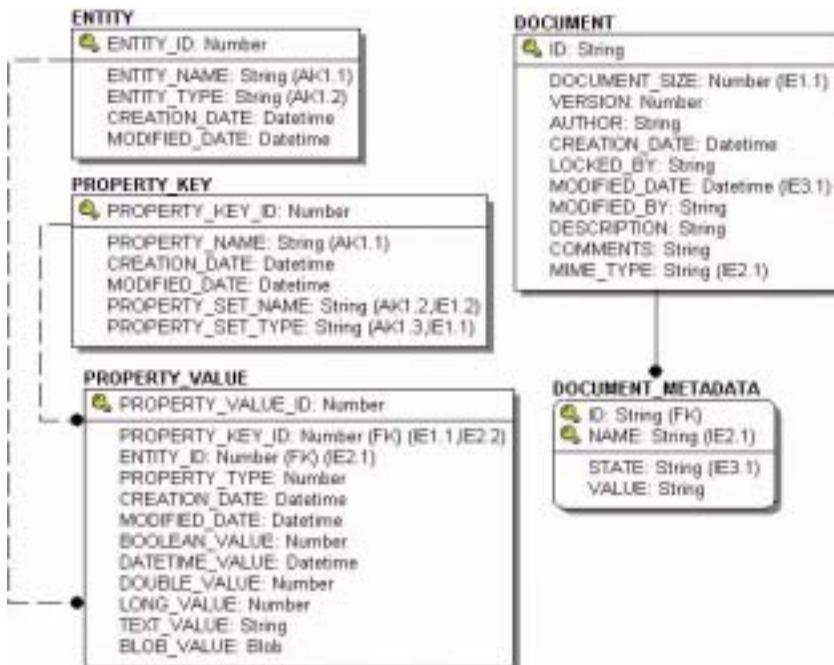 ENTITY
ENTITY_ID: Number
ENTITY_NAME: String (AK1.1)
ENTITY_TYPE: String (AK1.2)
CREATION_DATE: Datetime
MODIFIED_DATE: Datetime
PROPERTY_KEY
PROPERTY_KEY_ID: Number
PROPERTY_NAME: String (AK1.1)
CREATION_DATE: Datetime
MODIFIED_DATE: Datetime
PROPERTY_SET_NAME: String (AK1.2,IE1.2)
PROPERTY_SET_TYPE: String (AK1.3,IE1.1)
PROPERTY_VALUE
PROPERTY_VALUE_ID: Number
PROPERTY_KEY_ID: Number (FK) (IE1.1,IE2.2)
ENTITY_ID: Number (FK) (IE2.1)
PROPERTY_TYPE: Number
CREATION_DATE: Datetime
MODIFIED_DATE: Datetime
BOOLEAN_VALUE: Number
DATETIME_VALUE: Datetime
DOUBLE_VALUE: Number
LONG_VALUE: Number
TEXT_VALUE: String
BLOB_VALUE: Blob
DOCUMENT
ID: String
DOCUMENT_SIZE: Number (IE1.1)
VERSION: Number
AUTHOR: String
CREATION_DATE: Datetime
LOCKED_BY: String
MODIFIED_DATE: Datetime (IE3.1)
MODIFIED_BY: String
DESCRIPTION: String
COMMENTS: String
MIME_TYPE: String (IE2.1)
DOCUMENT_METADATA
ID: String (FK)
NAME: String (IE2.1)
STATE: String (IE3.1)
VALUE: String